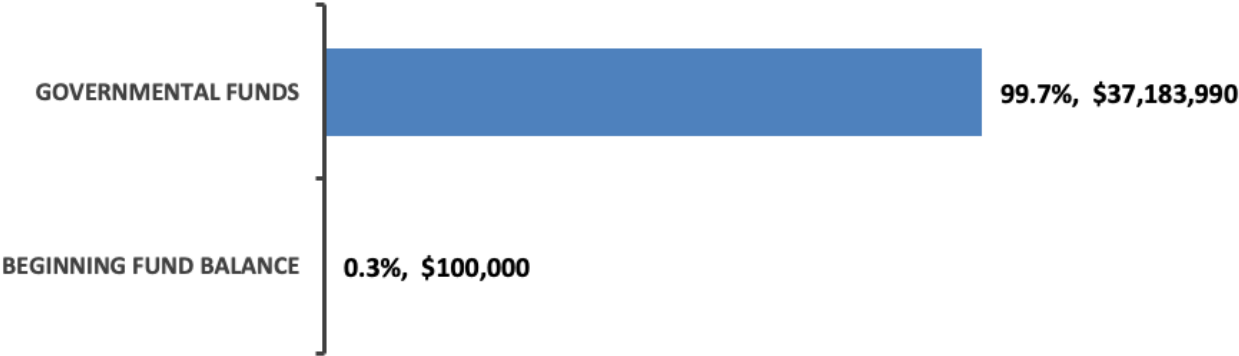 GOVERNMENTAL FUNDS
99.7%, $37,183,990
BEGINNING FUND BALANCE
0.3%, $100,000